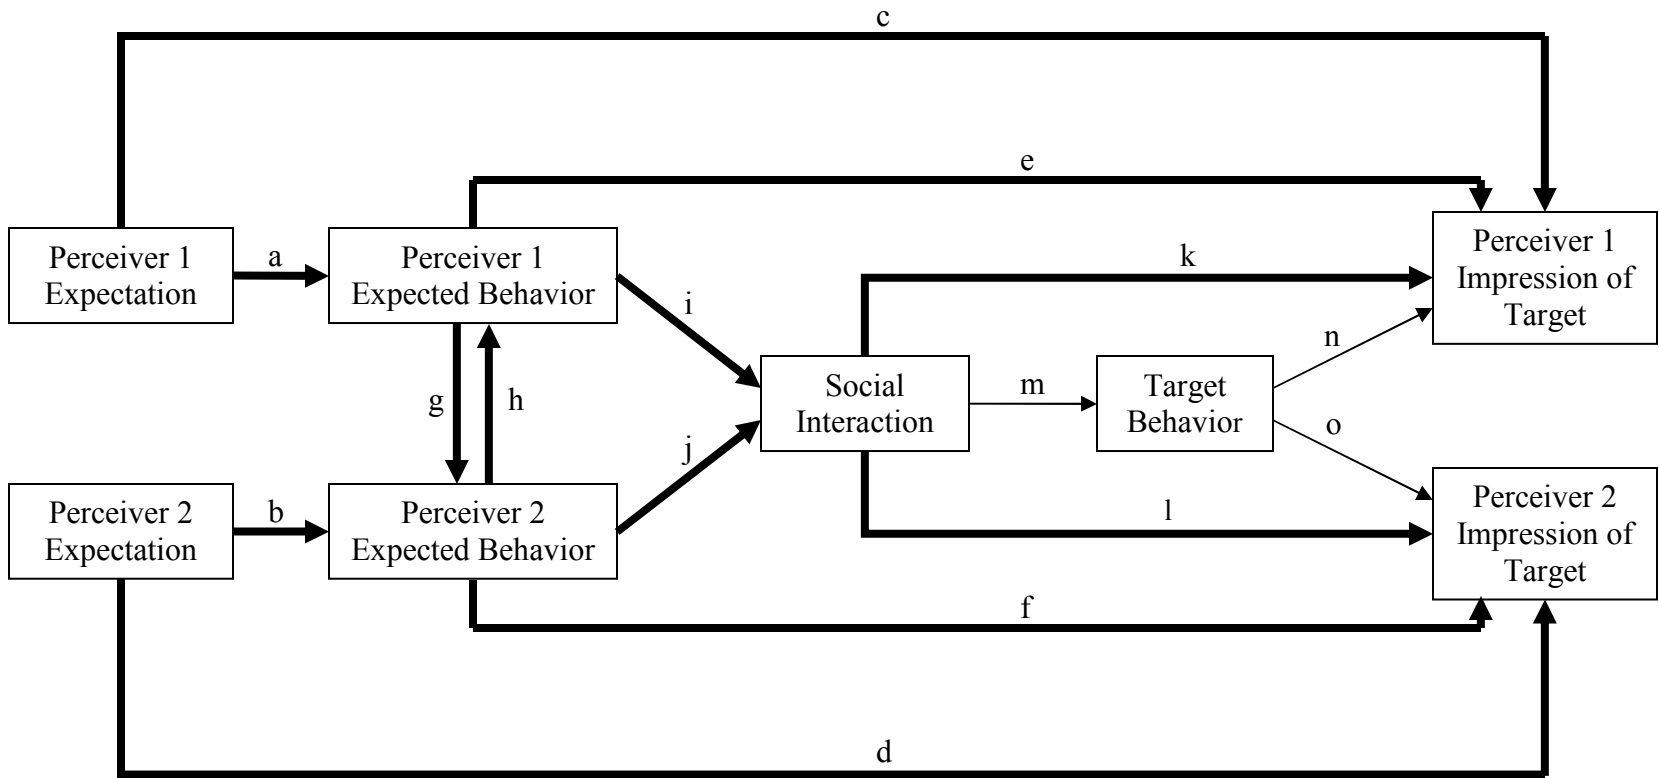 c
e
Perceiver 1
Expectation
a
Perceiver 1
Expected Behavior
Perceiver 1
Impression of
Target
k
i
n
g
h
Social
Interaction
m
Target
Behavior
j
o
Perceiver 2
Expectation
b
Perceiver 2
Expected Behavior
l
Perceiver 2
Impression of
Target
f
d